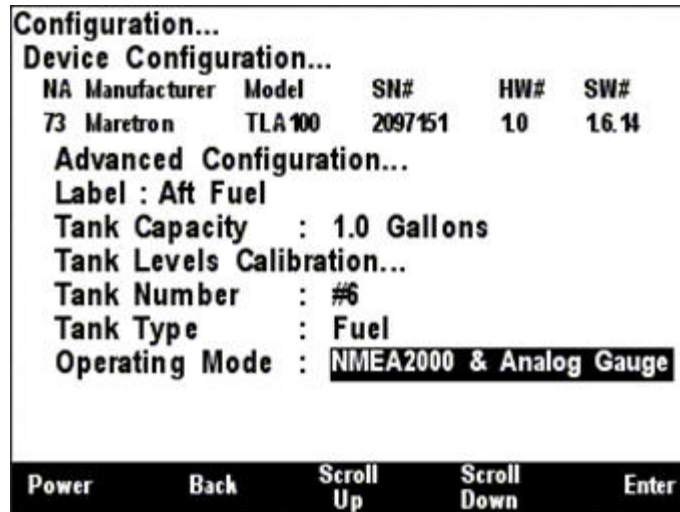 Configuration...
Device Configuration...
NA Manufacturer Model SN# HW# SW#
73 Maretron TLA100 2097151 1.0 1.6.14
Advanced Configuration...
Label : Aft Fuel
Tank Capacity : 1.0 Gallons
Tank Levels Calibration...
Tank Number : #6
Tank Type : Fuel
Operating Mode : NMEA2000 & Analog Gauge
Power Back Scroll Up Scroll Down Enter